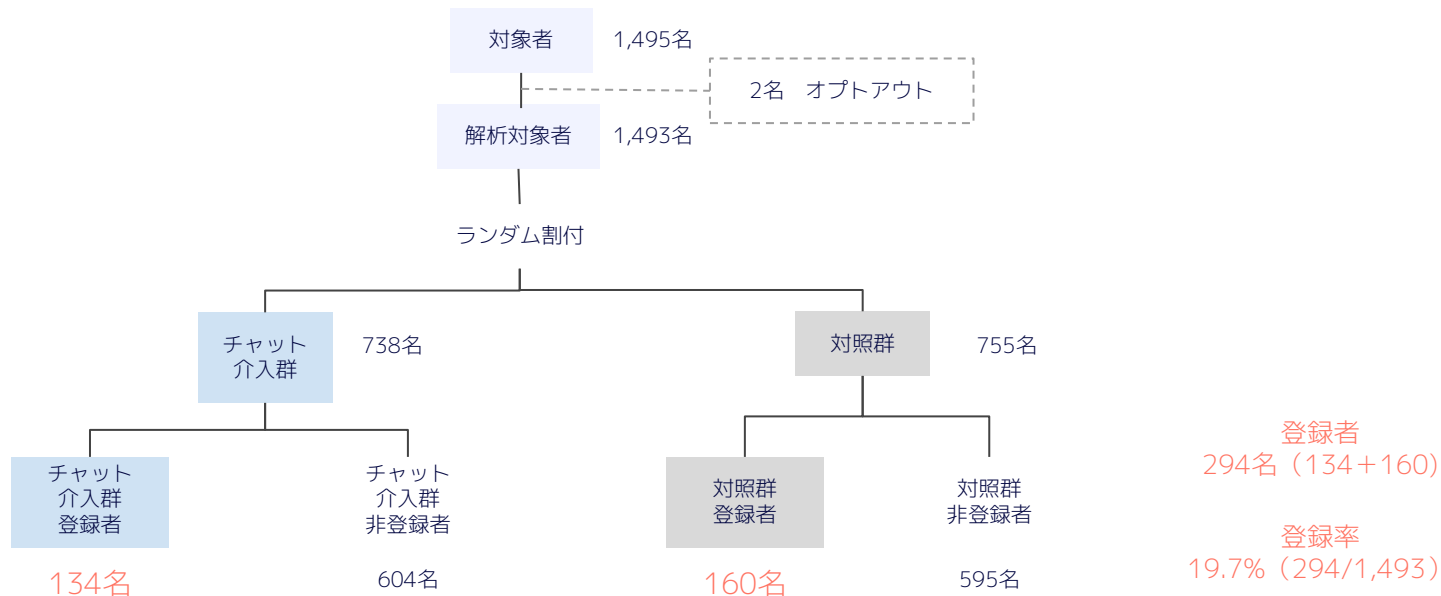 対象者
1,495名
2名　オプトアウト
解析対象者
1,493名
ランダム割付
チャット
介入群
738名
対照群
755名
チャット
介入群
登録者
134名
チャット
介入群
非登録者
604名
対照群
登録者
160名
対照群
非登録者
595名
登録者
294名（134＋160）
登録率
19.7%（294/1,493）